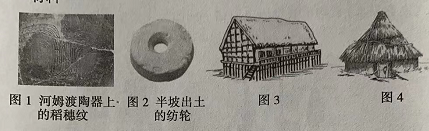 图1 河姆渡陶器上
的稻穗纹
图2 半坡出土
的纺轮
图3
图4